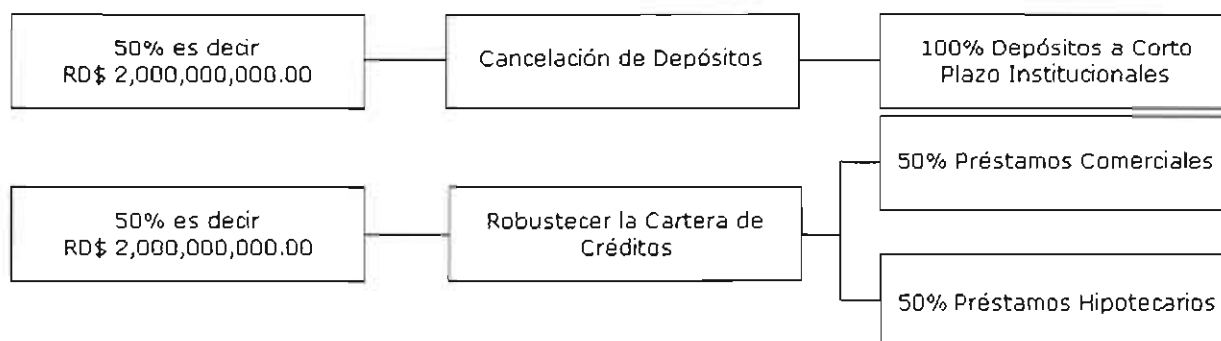 50% es decir
RD$ 2,000,000,000.00
Cancelación de Depósitos
100% Depósitos a Corto
Plazo Institucionales
50% es decir
RD$ 2,000,000,000.00
Robustecer la Cartera de
Créditos
50% Préstamos Comerciales
50% Préstamos Hipotecarios